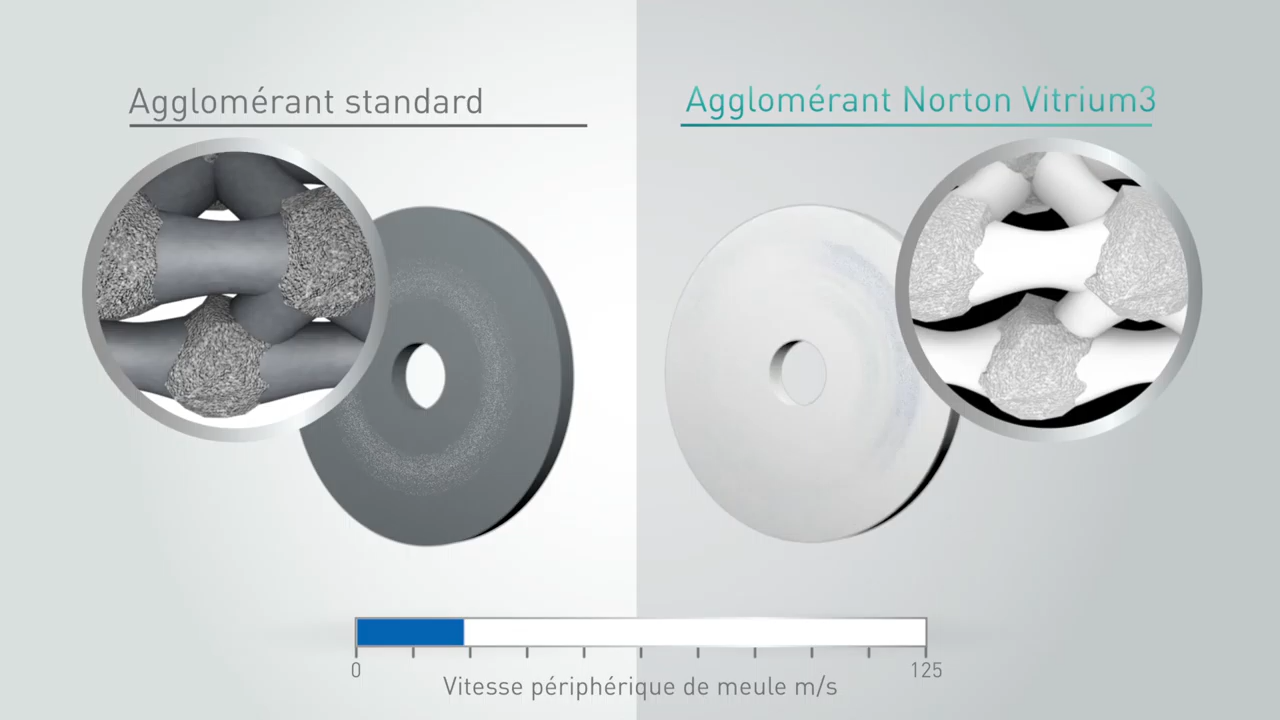 Agglomérant standard
Agglomérant Norton Vitrium3
0
125
Vitesse périphérique de meule m/s